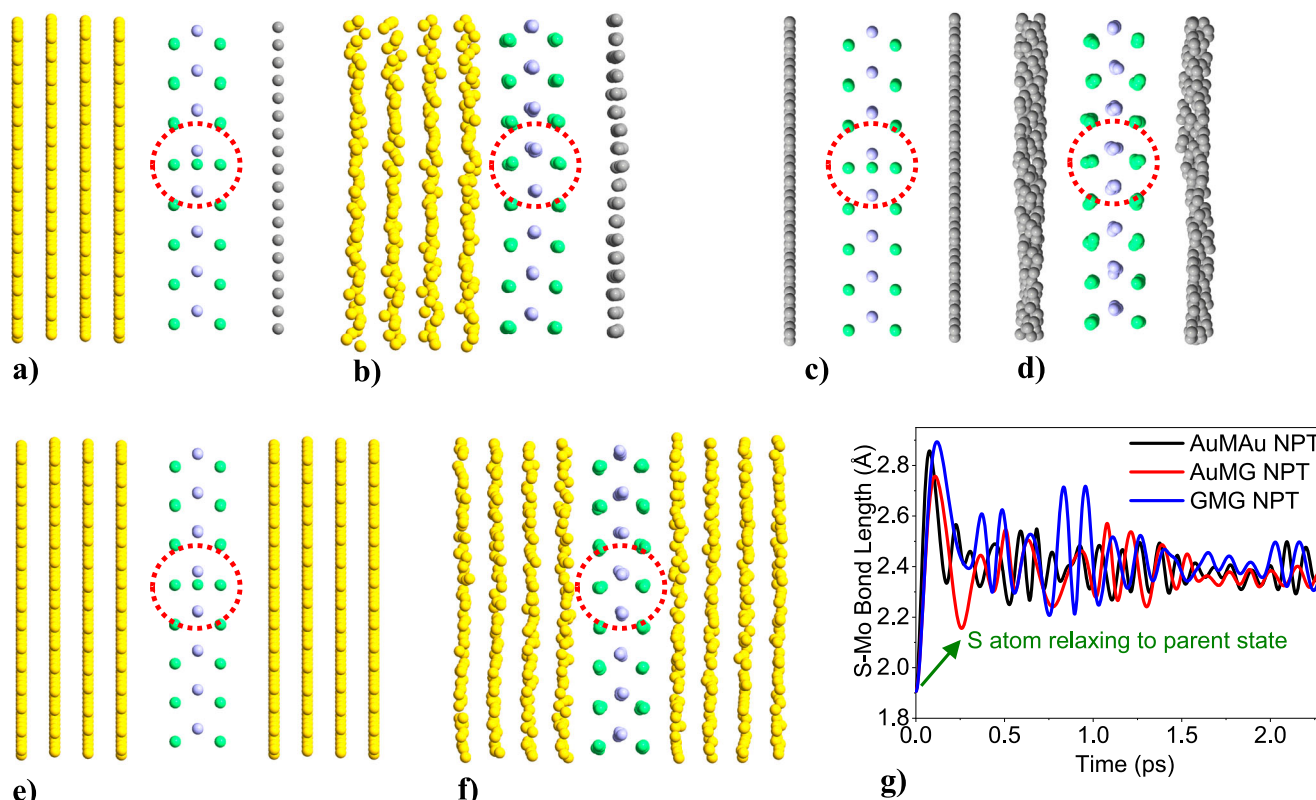 a)
b)
c)
d)
e)
f)
g)
S-Mo Bond Length (Å)
2.8
2.6
2.4
2.2
2.0
1.8
AuMAu NPT
AuMG NPT
GMG NPT
S atom relaxing to parent state
0.0
0.5
1.0
1.5
2.0
Time (ps)